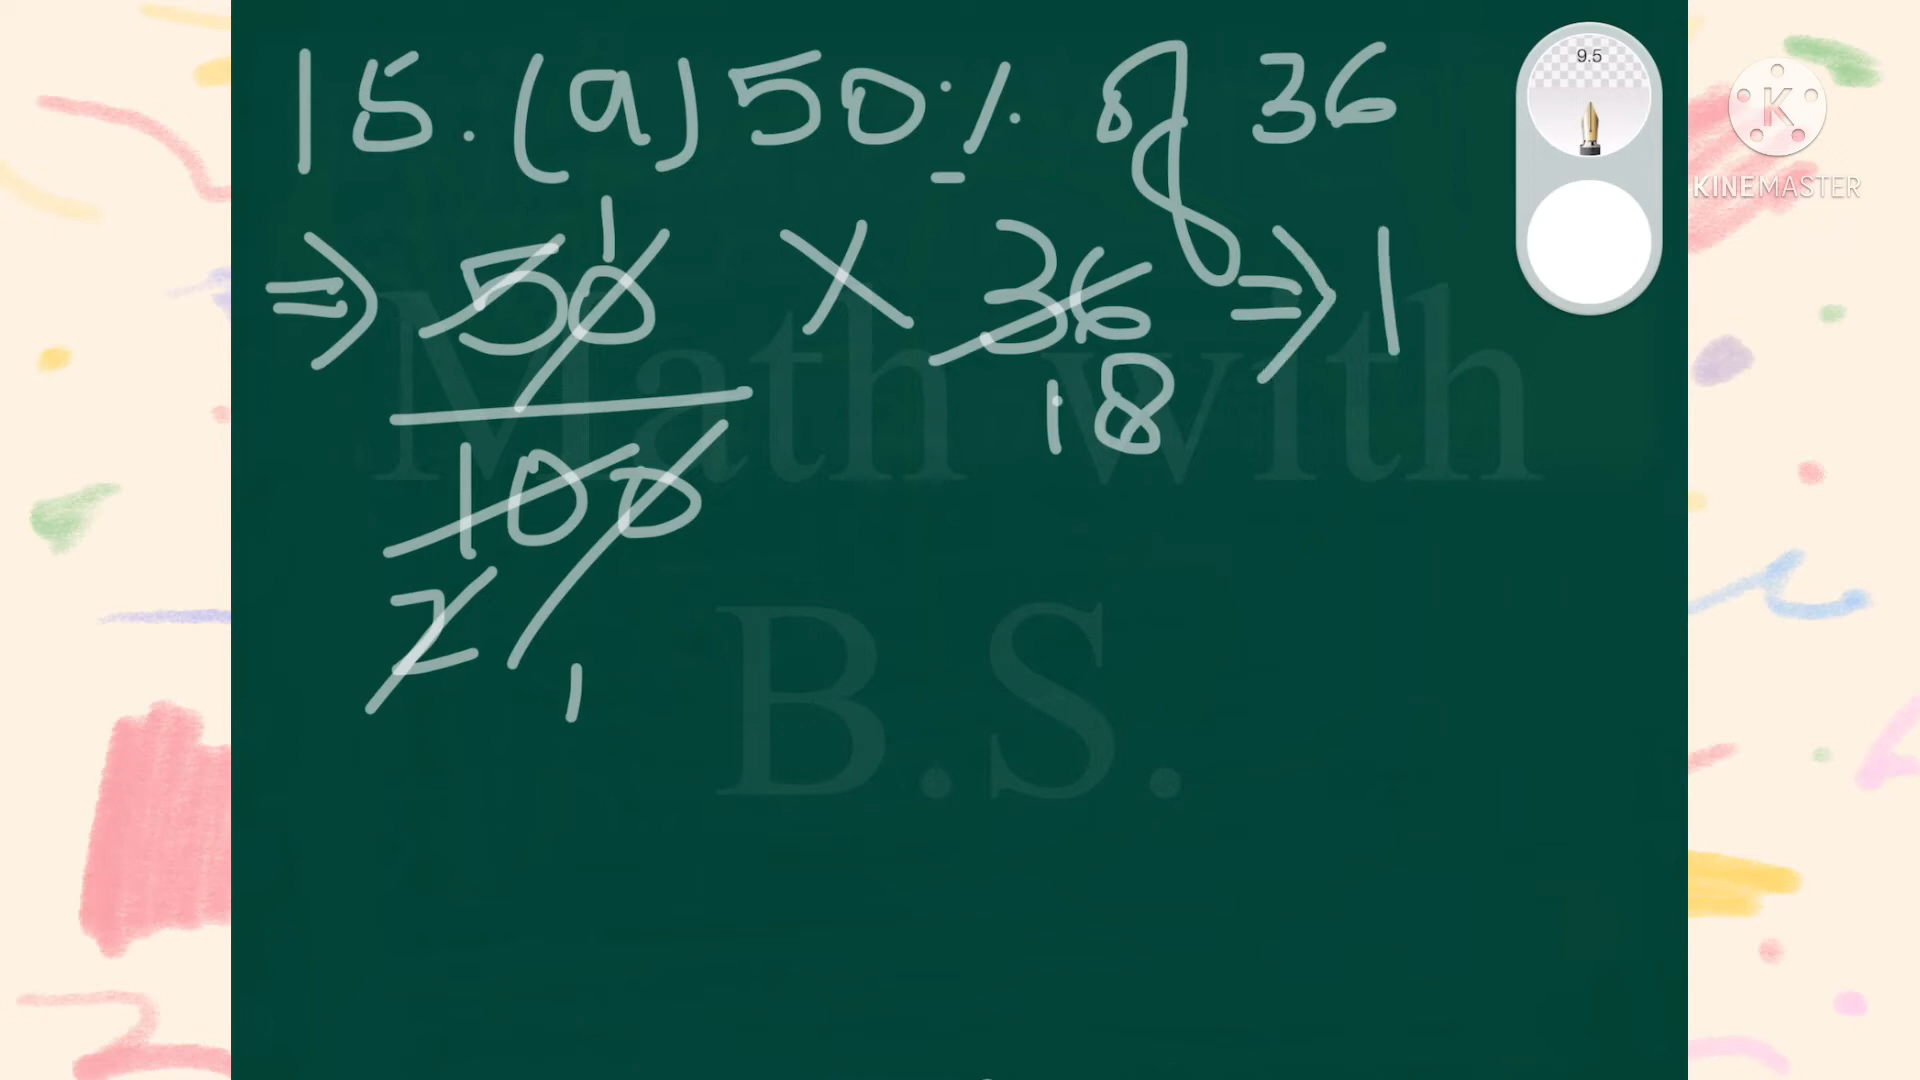 15. (a) 50% of 36
⇒ 50/100 × 36 ⇒ 1
1
18
2
1
Math with
B.S.
9.5
KINEMASTER